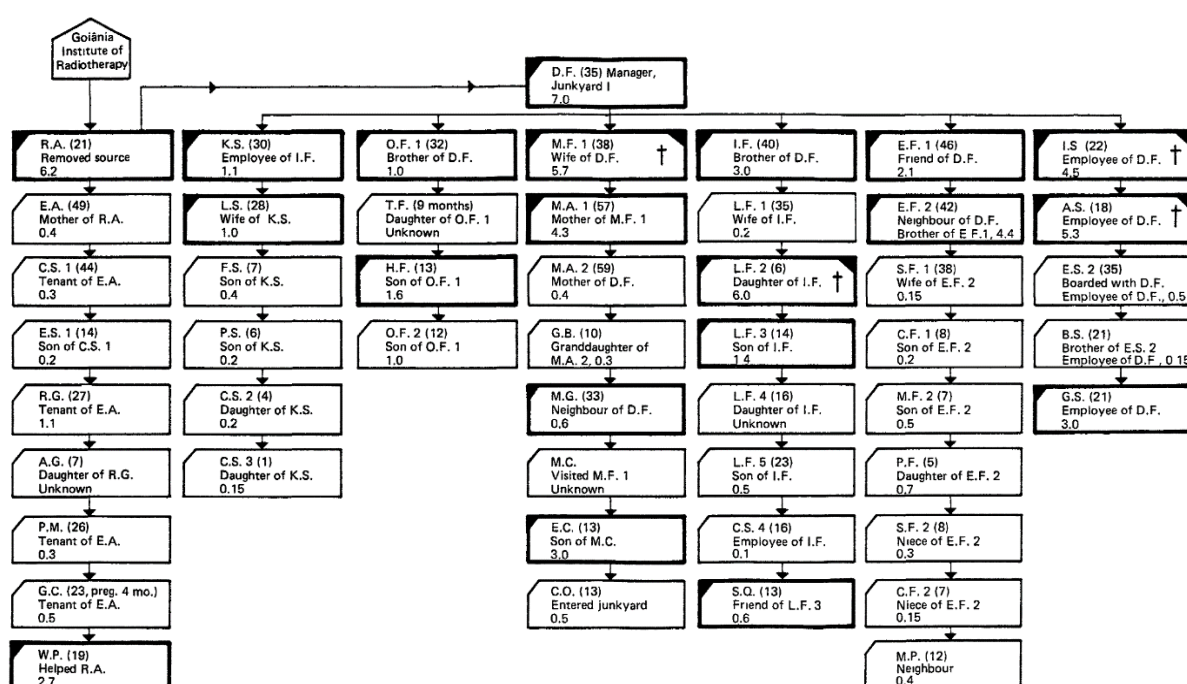 Goiânia
Institute of
Radiotherapy
D.F. (35) Manager,
Junkyard I
7.0
R.A. (21)
Removed source
6.2
E.A. (49)
Mother of R.A.
0.4
C.S. 1 (44)
Tenant of E.A.
0.3
E.S. 1 (14)
Son of C.S. 1
0.2
R.G. (27)
Tenant of E.A.
1.1
A.G. (7)
Daughter of R.G.
Unknown
P.M. (26)
Tenant of E.A.
0.3
G.C. (23, preg. 4 mo.)
Tenant of E.A.
0.5
W.P. (19)
Helped R.A.
2.7
K.S. (30)
Employee of I.F.
1.1
L.S. (28)
Wife of K.S.
1.0
F.S. (7)
Son of K.S.
0.4
P.S. (6)
Son of K.S.
0.2
C.S. 2 (4)
Daughter of K.S.
0.2
C.S. 3 (1)
Daughter of K.S.
0.15
O.F. 1 (32)
Brother of D.F.
1.0
T.F. (9 months)
Daughter of O.F. 1
Unknown
H.F. (13)
Son of O.F. 1
1.6
O.F. 2 (12)
Son of O.F. 1
1.0
M.F. 1 (38)
Wife of D.F. †
5.7
M.A. 1 (57)
Mother of M.F. 1
4.3
M.A. 2 (59)
Mother of D.F.
0.4
G.B. (10)
Granddaughter of
M.A. 2, 0.3
M.G. (33)
Neighbour of D.F.
0.6
M.C.
Visited M.F. 1
Unknown
E.C. (13)
Son of M.C.
3.0
C.O. (13)
Entered junkyard
0.5
I.F. (40)
Brother of D.F.
3.0
L.F. 1 (35)
Wife of I.F.
0.2
L.F. 2 (6)
Daughter of I.F. †
6.0
L.F. 3 (14)
Son of I.F.
1 4
L.F. 4 (16)
Daughter of I.F.
Unknown
L.F. 5 (23)
Son of I.F.
0.5
C.S. 4 (16)
Employee of I.F.
0.1
S.Q. (13)
Friend of L.F. 3
0.6
E.F. 1 (46)
Friend of D.F.
2.1
E.F. 2 (42)
Neighbour of D.F.
Brother of E F.1, 4.4
S.F. 1 (38)
Wife of E.F. 2
0.15
C.F. 1 (8)
Son of E.F. 2
0.2
M.F. 2 (7)
Son of E.F. 2
0.5
P.F. (5)
Daughter of E.F. 2
0.7
S.F. 2 (8)
Niece of E.F. 2
0.3
C.F. 2 (7)
Niece of E.F. 2
0.15
M.P. (12)
Neighbour
0.4
I.S (22)
Employee of D.F. †
4.5
A.S. (18)
Employee of D.F. †
5.3
E.S. 2 (35)
Boarded with D.F.
Employee of D.F., 0.5
B.S. (21)
Brother of E.S. 2
Employee of D.F., 0 15
G.S. (21)
Employee of D.F.
3.0